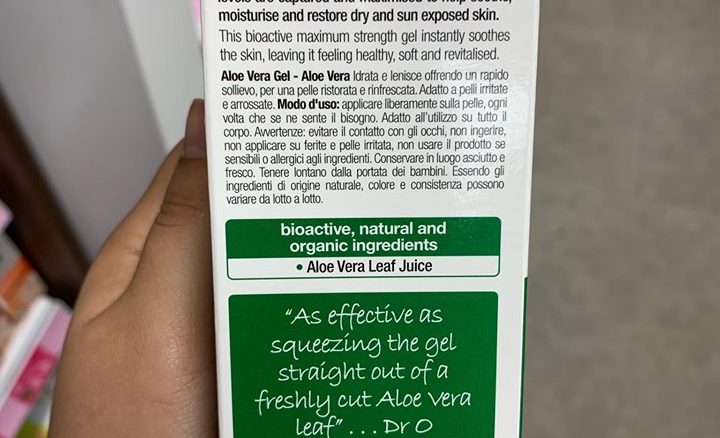 levels are captured and maximised to help soothe,
moisturise and restore dry and sun exposed skin.
This bioactive maximum strength gel instantly soothes
the skin, leaving it feeling healthy, soft and revitalised.
Aloe Vera Gel - Aloe Vera Idrata e lenisce offrendo un rapido
sollievo, per una pelle ristorata e rinfrescata. Adatto a pelli irritate
e arrossate. Modo d'uso: applicare liberamente sulla pelle, ogni
volta che se ne sente il bisogno. Adatto all'utilizzo su tutto il
corpo. Avvertenze: evitare il contatto con gli occhi, non ingerire,
non applicare su ferite e pelle irritata, non usare il prodotto se
sensibili o allergici agli ingredienti. Conservare in luogo asciutto e
fresco. Tenere lontano dalla portata dei bambini. Essendo gli
ingredienti di origine naturale, colore e consistenza possono
variare da lotto a lotto.
bioactive, natural and
organic ingredients
• Aloe Vera Leaf Juice
"As effective as
squeezing the gel
straight out of a
freshly cut Aloe Vera
leaf" . . . Dr O